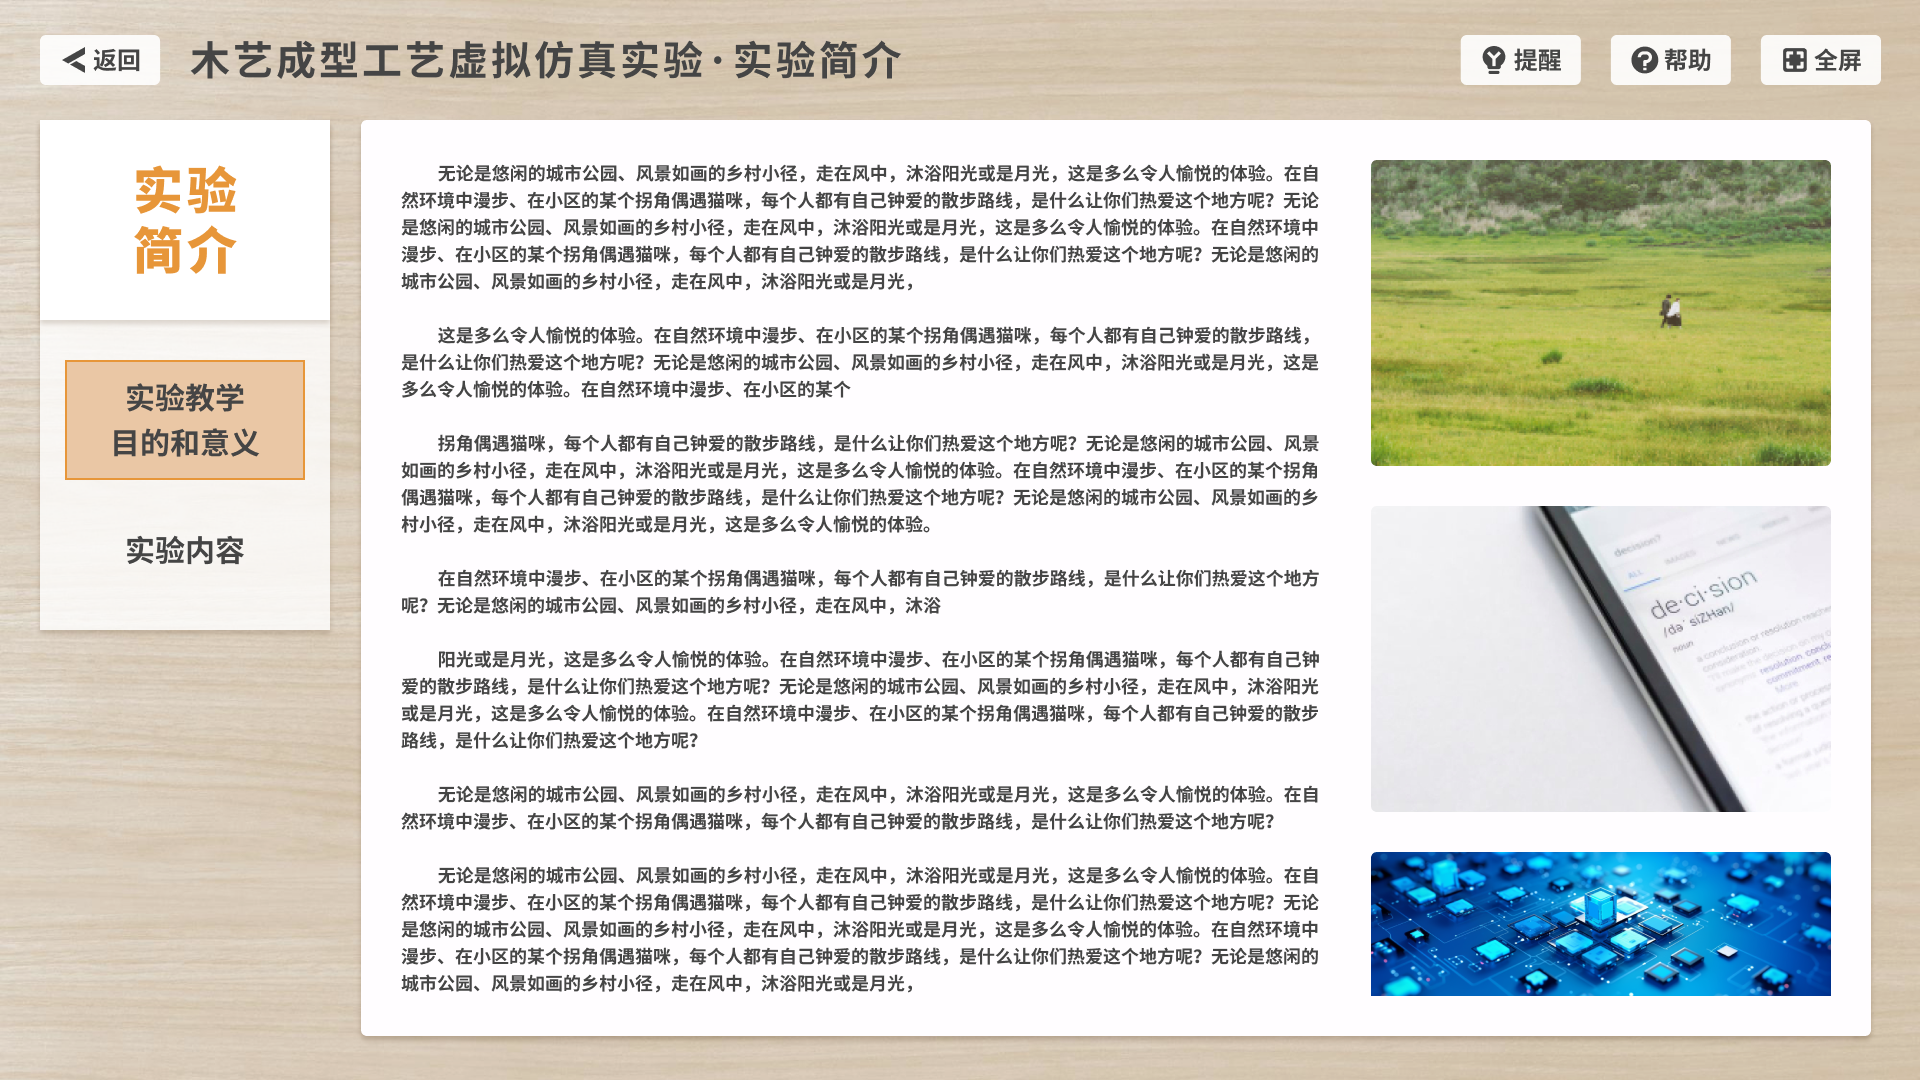 返回
木艺成型工艺虚拟仿真实验·实验简介
提醒
帮助
全屏
实验
简介
实验教学
目的和意义
实验内容
无论是悠闲的城市公园、风景如画的乡村小径，走在风中，沐浴阳光或是月光，这是多么令人愉悦的体验。在自
然环境中漫步、在小区的某个拐角偶遇猫咪，每个人都有自己钟爱的散步路线，是什么让你们热爱这个地方呢？无论
是悠闲的城市公园、风景如画的乡村小径，走在风中，沐浴阳光或是月光，这是多么令人愉悦的体验。在自然环境中
漫步、在小区的某个拐角偶遇猫咪，每个人都有自己钟爱的散步路线，是什么让你们热爱这个地方呢？无论是悠闲的
城市公园、风景如画的乡村小径，走在风中，沐浴阳光或是月光，
这是多么令人愉悦的体验。在自然环境中漫步、在小区的某个拐角偶遇猫咪，每个人都有自己钟爱的散步路线，
是什么让你们热爱这个地方呢？无论是悠闲的城市公园、风景如画的乡村小径，走在风中，沐浴阳光或是月光，这是
多么令人愉悦的体验。在自然环境中漫步、在小区的某个
拐角偶遇猫咪，每个人都有自己钟爱的散步路线，是什么让你们热爱这个地方呢？无论是悠闲的城市公园、风景
如画的乡村小径，走在风中，沐浴阳光或是月光，这是多么令人愉悦的体验。在自然环境中漫步、在小区的某个拐角
偶遇猫咪，每个人都有自己钟爱的散步路线，是什么让你们热爱这个地方呢？无论是悠闲的城市公园、风景如画的乡
村小径，走在风中，沐浴阳光或是月光，这是多么令人愉悦的体验。
在自然环境中漫步、在小区的某个拐角偶遇猫咪，每个人都有自己钟爱的散步路线，是什么让你们热爱这个地方
呢？无论是悠闲的城市公园、风景如画的乡村小径，走在风中，沐浴
阳光或是月光，这是多么令人愉悦的体验。在自然环境中漫步、在小区的某个拐角偶遇猫咪，每个人都有自己钟
爱的散步路线，是什么让你们热爱这个地方呢？无论是悠闲的城市公园、风景如画的乡村小径，走在风中，沐浴阳光
或是月光，这是多么令人愉悦的体验。在自然环境中漫步、在小区的某个拐角偶遇猫咪，每个人都有自己钟爱的散步
路线，是什么让你们热爱这个地方呢？
无论是悠闲的城市公园、风景如画的乡村小径，走在风中，沐浴阳光或是月光，这是多么令人愉悦的体验。在自
然环境中漫步、在小区的某个拐角偶遇猫咪，每个人都有自己钟爱的散步路线，是什么让你们热爱这个地方呢？
无论是悠闲的城市公园、风景如画的乡村小径，走在风中，沐浴阳光或是月光，这是多么令人愉悦的体验。在自
然环境中漫步、在小区的某个拐角偶遇猫咪，每个人都有自己钟爱的散步路线，是什么让你们热爱这个地方呢？无论
是悠闲的城市公园、风景如画的乡村小径，走在风中，沐浴阳光或是月光，这是多么令人愉悦的体验。在自然环境中
漫步、在小区的某个拐角偶遇猫咪，每个人都有自己钟爱的散步路线，是什么让你们热爱这个地方呢？无论是悠闲的
城市公园、风景如画的乡村小径，走在风中，沐浴阳光或是月光，
decision?
ALL
IMAGES
NEWS
de·ci·sion
noun
a conclusion or resolution reached
consideration.
resolution, concl
commitment, re
More
the action or process